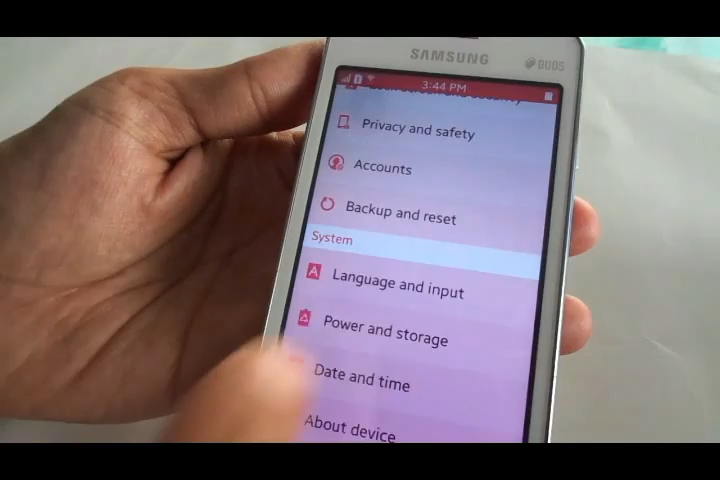 SAMSUNG
DUOS
3:44 PM
Privacy and safety
Accounts
Backup and reset
System
A
Language and input
Power and storage
Date and time
About device